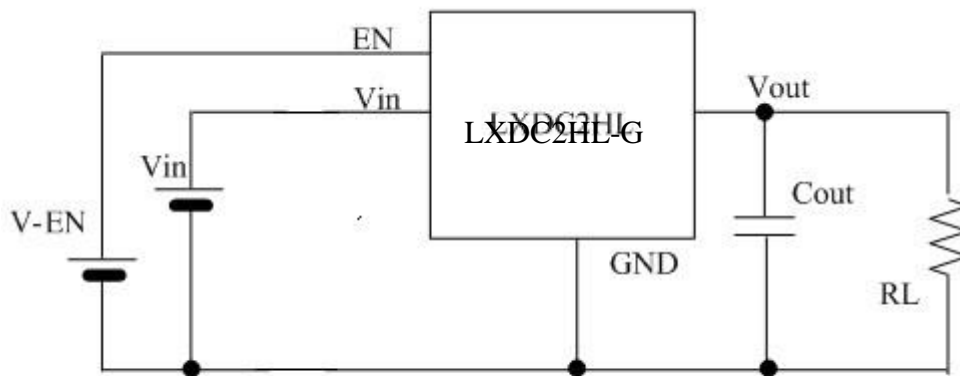 EN
Vin
Vout
LXDC2HL-G
Vin
Cout
V-EN
GND
RL